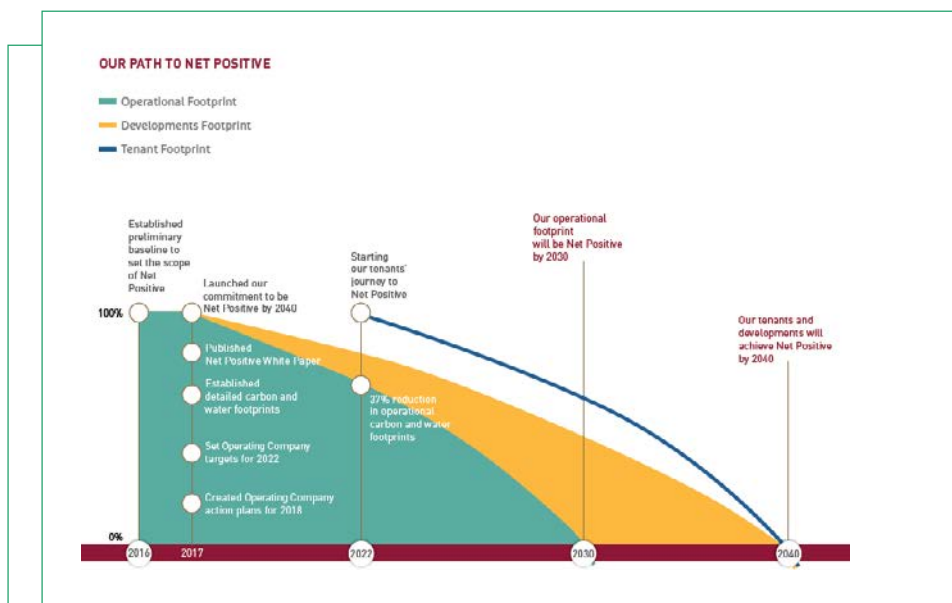 OUR PATH TO NET POSITIVE
Operational Footprint
Developments Footprint
Tenant Footprint
Established
preliminary
baseline to
set the scope
of Net
Positive
Launched our
commitment to be
Net Positive by 2040
Starting
our tenants'
journey to
Net Positive
Our operational
footprint
will be Net Positive
by 2030
Our tenants and
developments will
achieve Net Positive
by 2040
100%
Published
Net Positive White Paper
Established
detailed carbon and
water footprints
Set Operating Company
targets for 2022
Created Operating Company
action plans for 2018
37% reduction
in operational
carbon and water
footprints
0%
2016
2017
2022
2030
2040